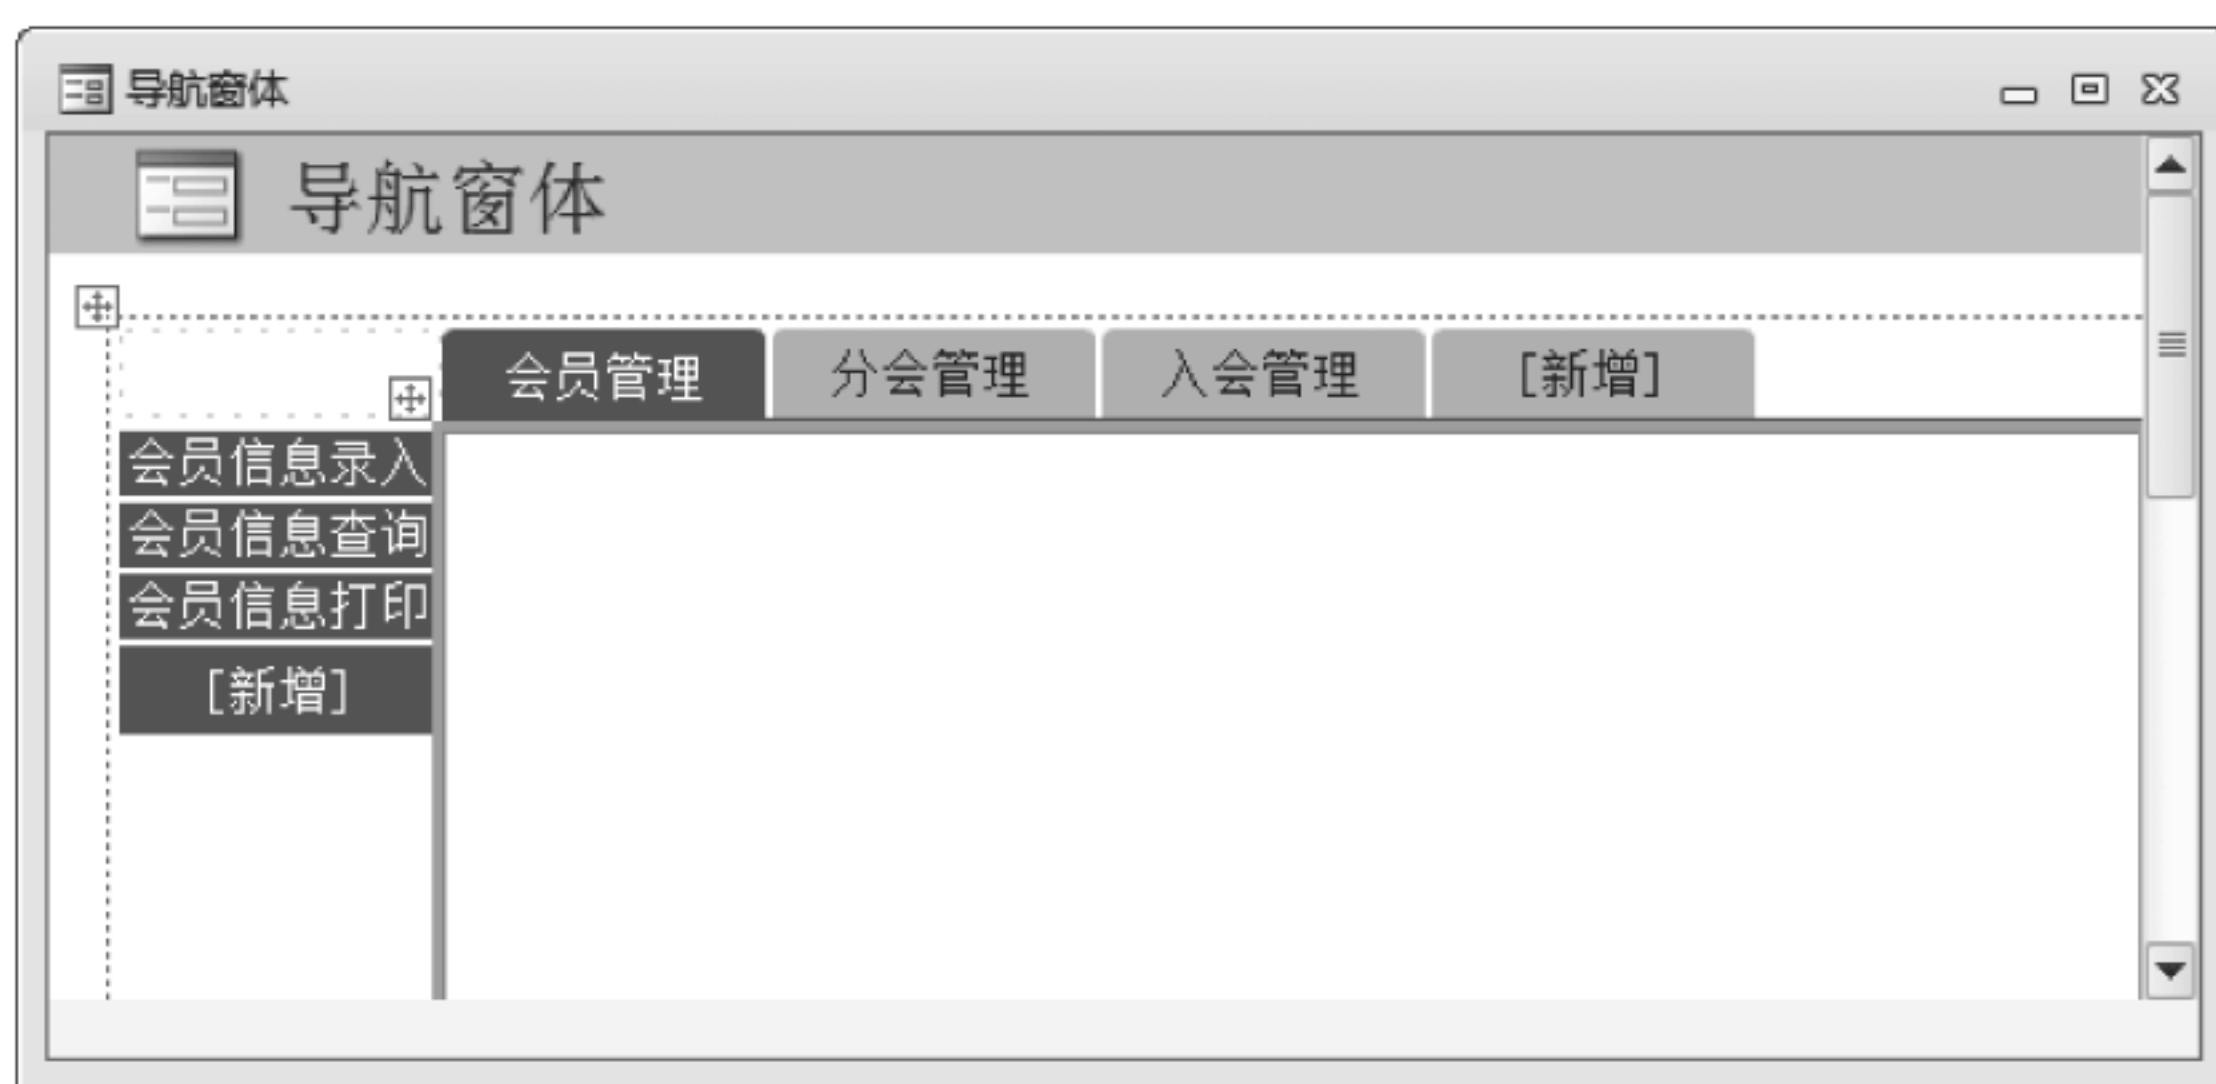 导航窗体
导航窗体
会员管理 分会管理 入会管理 [新增]
会员信息录入
会员信息查询
会员信息打印
[新增]